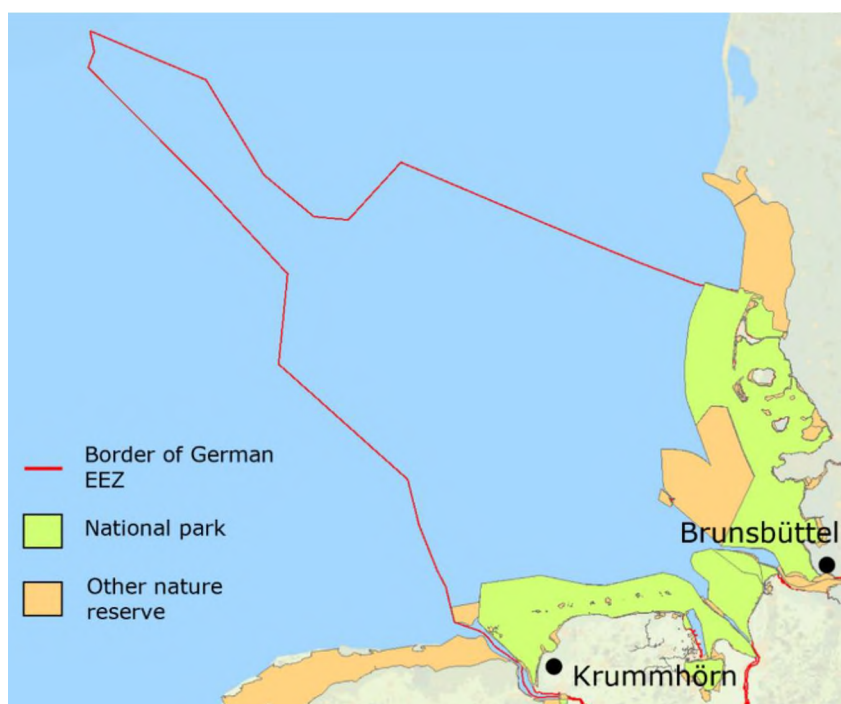 Border of German
EEZ
National park
Other nature
reserve
Brunsbüttel
Krummhörn